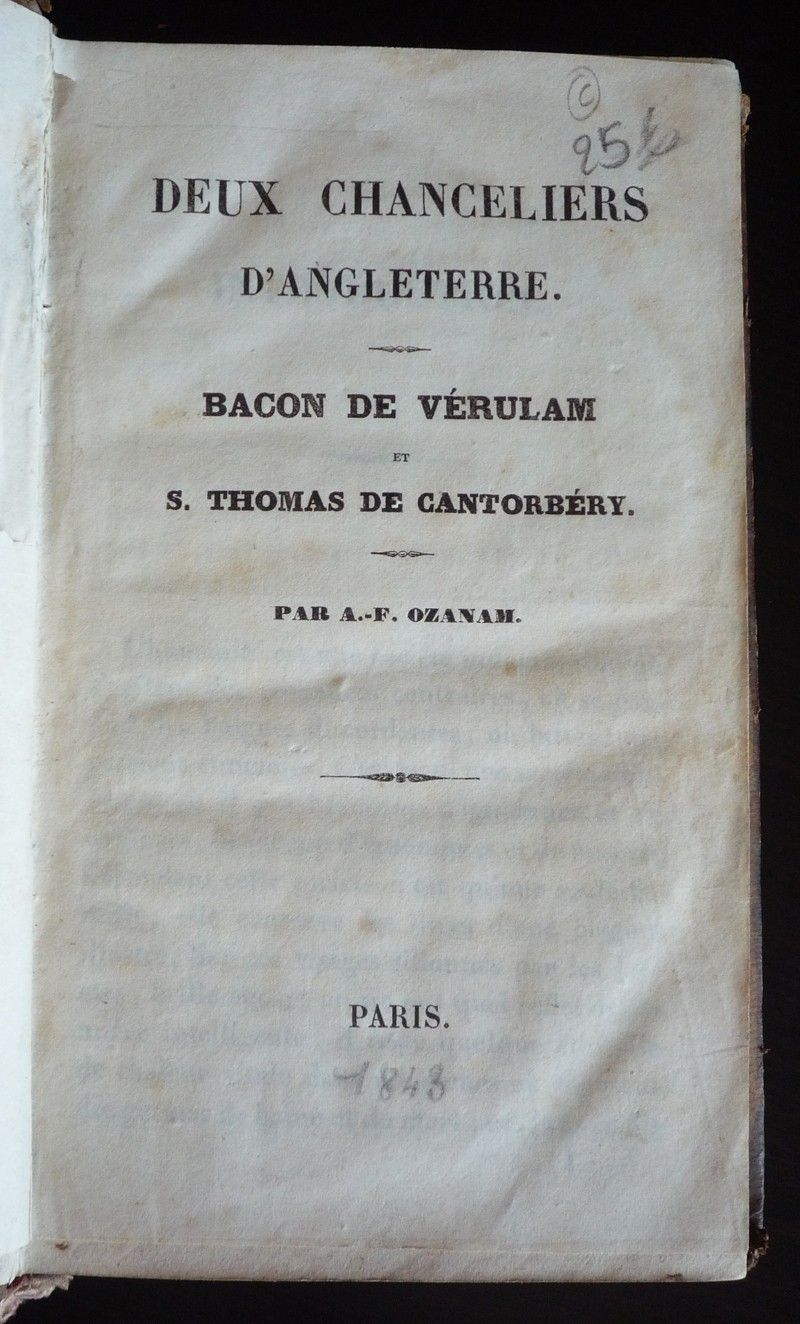 ©
25
DEUX CHANCELIERS
D'ANGLETERRE.
BACON DE VÉRULAM
ET
S. THOMAS DE CANTORBÉRY.
PAR A.-F. OZANAM.
PARIS.
1843